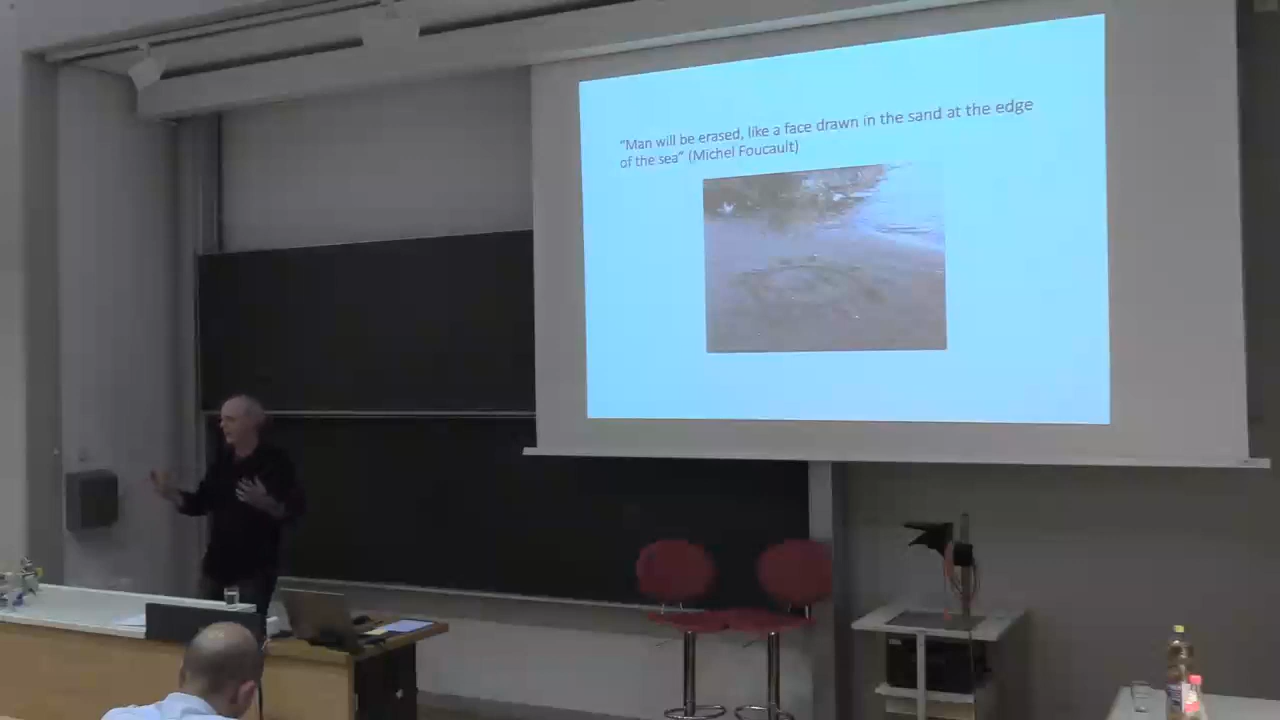 “Man will be erased, like a face drawn in the sand at the edge
of the sea” (Michel Foucault)